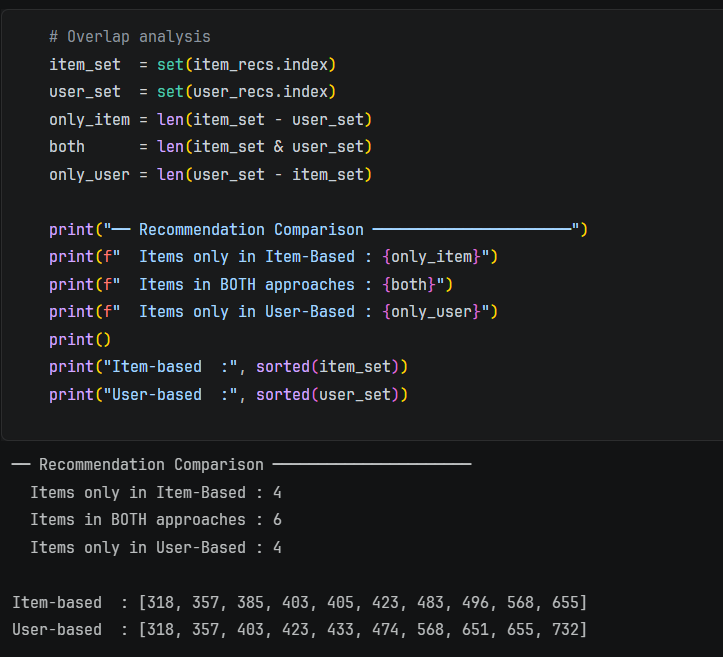 # Overlap analysis
item_set  = set(item_recs.index)
user_set  = set(user_recs.index)
only_item = len(item_set - user_set)
both      = len(item_set & user_set)
only_user = len(user_set - item_set)

print("── Recommendation Comparison ──────────────────────")
print(f"  Items only in Item-Based : {only_item}")
print(f"  Items in BOTH approaches : {both}")
print(f"  Items only in User-Based : {only_user}")
print()
print("Item-based  :", sorted(item_set))
print("User-based  :", sorted(user_set))

── Recommendation Comparison ──────────────────────
  Items only in Item-Based : 4
  Items in BOTH approaches : 6
  Items only in User-Based : 4

Item-based  : [318, 357, 385, 403, 405, 423, 483, 496, 568, 655]
User-based  : [318, 357, 403, 423, 433, 474, 568, 651, 655, 732]